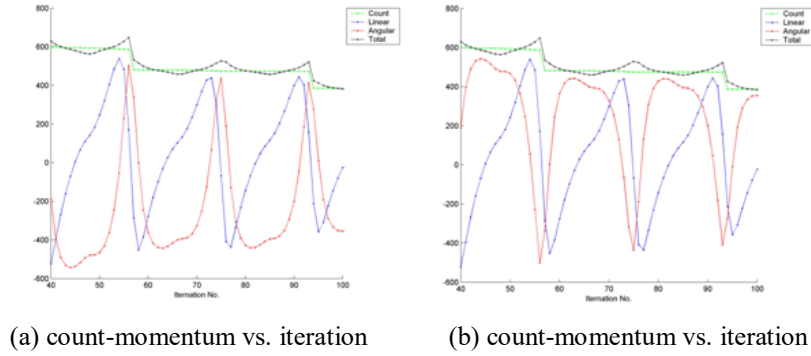 800
600
400
200
0
-200
-400
-600
40
50
60
70
80
90
100
Iternation No.
Count
Linear
Angular
Total
800
600
400
200
0
-200
-400
-600
40
50
60
70
80
90
100
Iternation No.
Count
Linear
Angular
Total
(a) count-momentum vs. iteration
(b) count-momentum vs. iteration